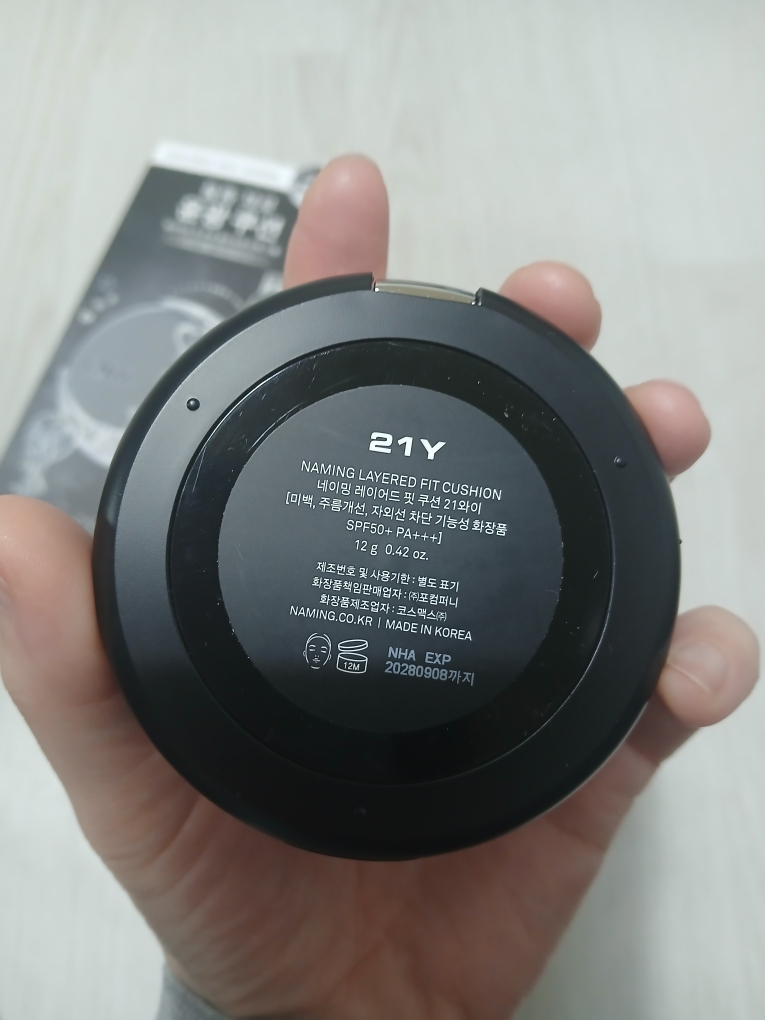 21Y
NAMING LAYERED FIT CUSHION
네이밍 레이어드 핏 쿠션 21와이
[미백, 주름개선, 자외선 차단 기능성 화장품
SPF50+ PA+++]
12 g 0.42 oz.
제조번호 및 사용기한 : 별도 표기
화장품책임판매업자 : ㈜포컴퍼니
화장품제조업자 : 코스맥스㈜
NAMING.CO.KR | MADE IN KOREA
12M
NHA EXP
20280908까지
쿠션